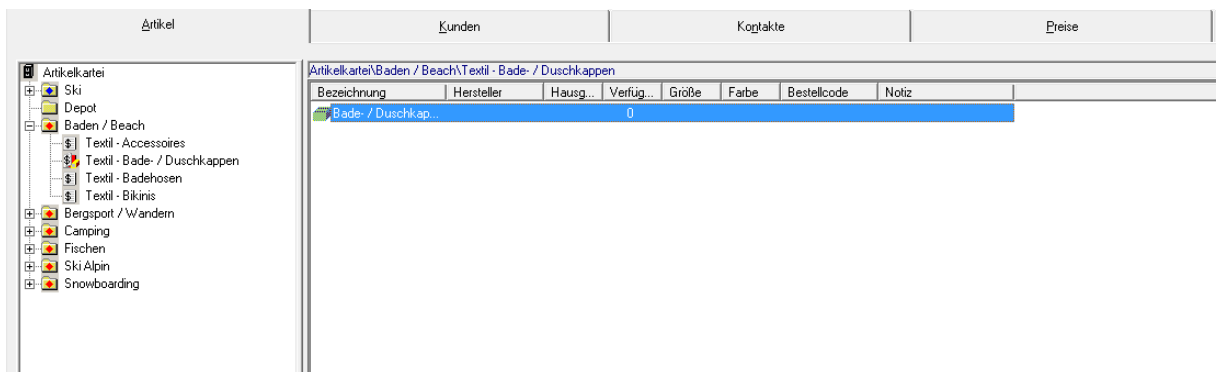 Artikel Kunden Kontakte Preise
Artikelkartei
Ski
Depot
Baden / Beach
Textil - Accessoires
Textil - Bade- / Duschkappen
Textil - Badehosen
Textil - Bikinis
Bergsport / Wandern
Camping
Fischen
Ski Alpin
Snowboarding
Artikelkartei\Baden / Beach\Textil - Bade- / Duschkappen
Bezeichnung Hersteller Hausg... Verfüg... Größe Farbe Bestellcode Notiz
Bade- / Duschkap... 0